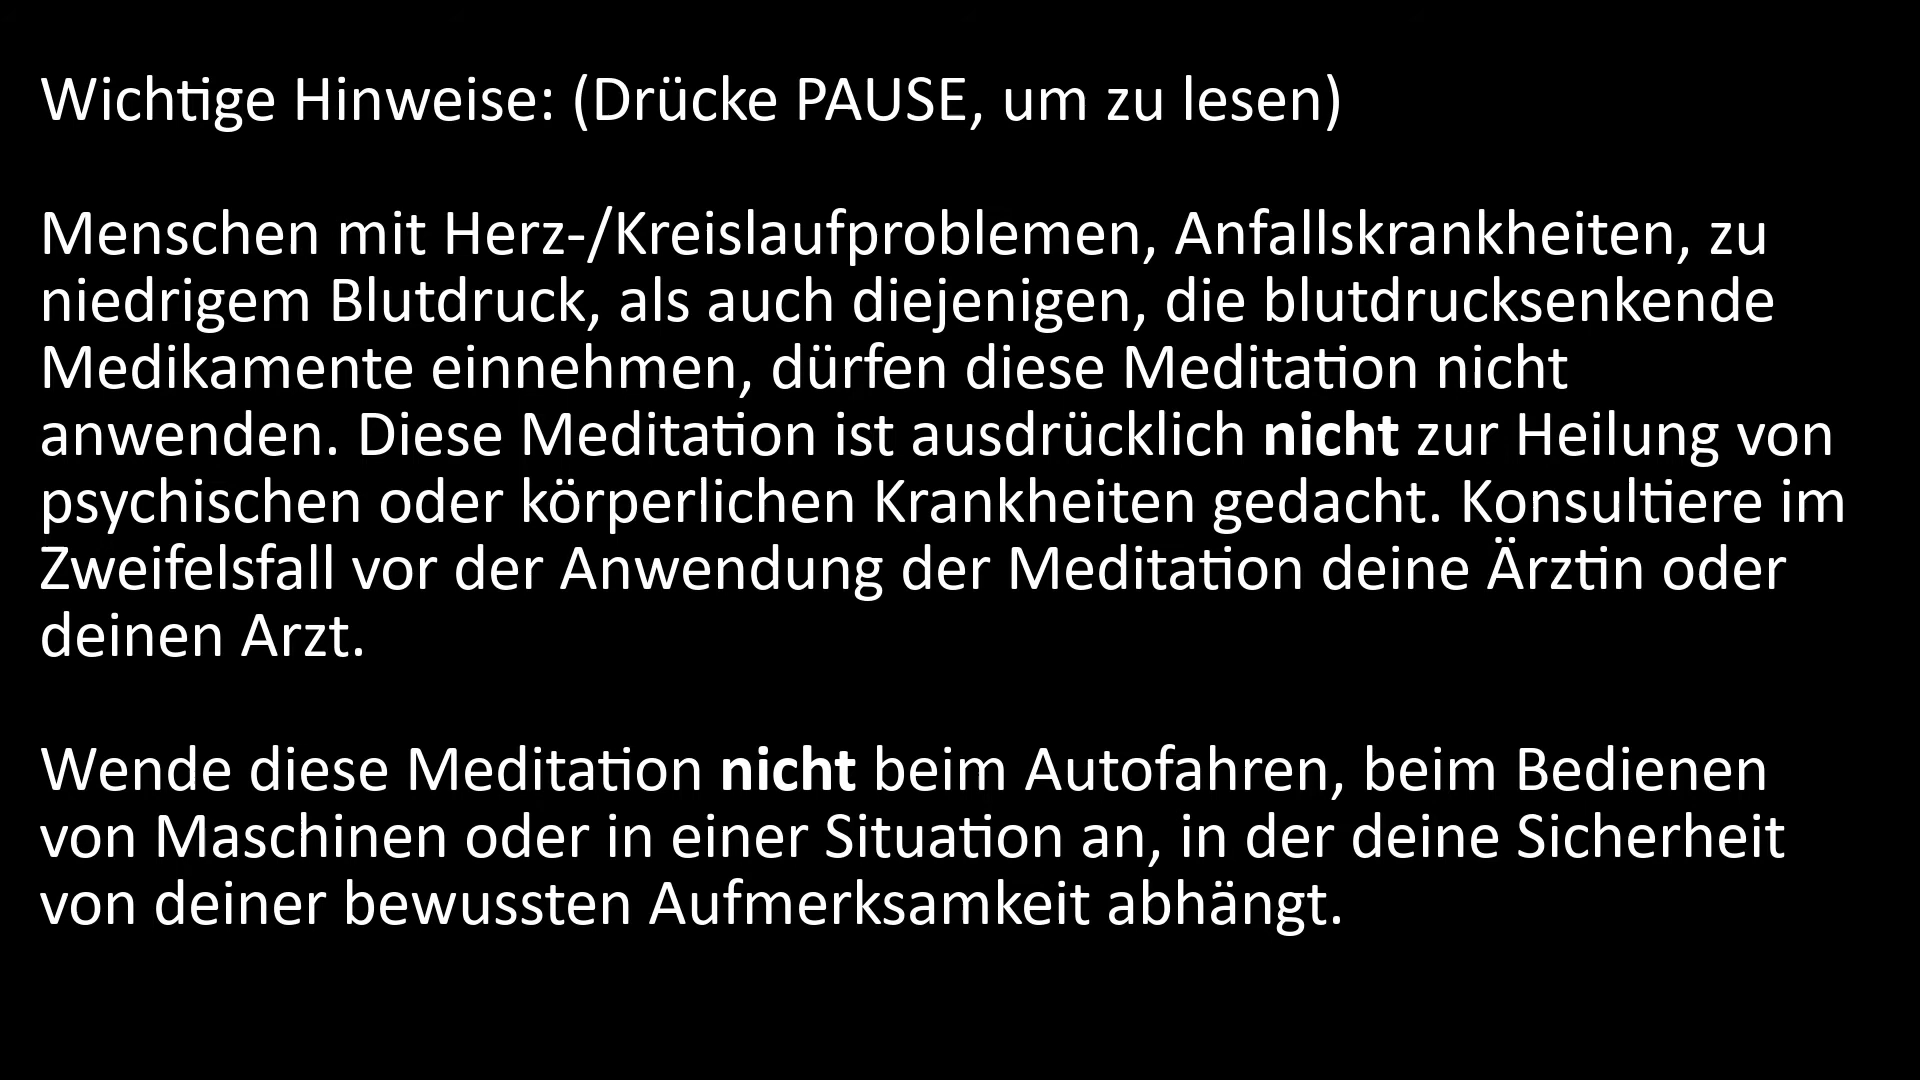 Wichtige Hinweise: (Drücke PAUSE, um zu lesen)
Menschen mit Herz-/Kreislaufproblemen, Anfallskrankheiten, zu
niedrigem Blutdruck, als auch diejenigen, die blutdrucksenkende
Medikamente einnehmen, dürfen diese Meditation nicht
anwenden. Diese Meditation ist ausdrücklich nicht zur Heilung von
psychischen oder körperlichen Krankheiten gedacht. Konsultiere im
Zweifelsfall vor der Anwendung der Meditation deine Ärztin oder
deinen Arzt.
Wende diese Meditation nicht beim Autofahren, beim Bedienen
von Maschinen oder in einer Situation an, in der deine Sicherheit
von deiner bewussten Aufmerksamkeit abhängt.